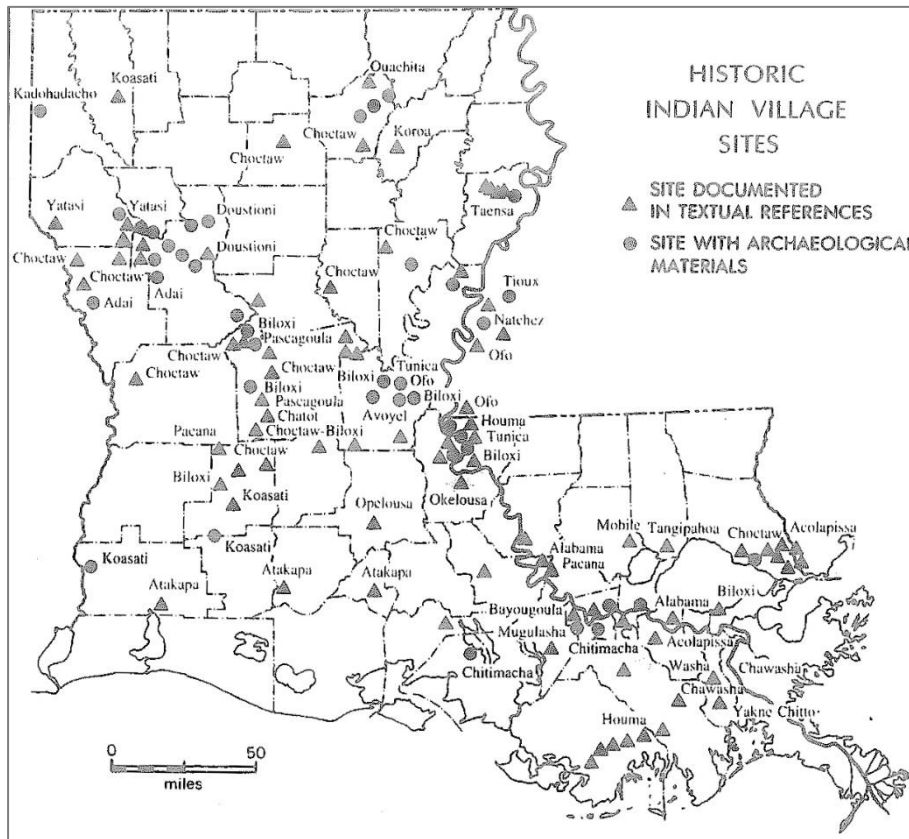 HISTORIC
INDIAN VILLAGE
SITES
SITE DOCUMENTED
IN TEXTUAL REFERENCES
SITE WITH ARCHAEOLOGICAL
MATERIALS
Ouachita
Koasati
Kadohadacho
Choctaw
Koroa
Choctaw
Taensa
Yatasi
Yatasi
Doustioni
Doustioni
Choctaw
Choctaw
Choctaw
Choctaw
Adai
Adai
Tioux
Natchez
Ofo
Biloxi
Pascagoula
Choctaw
Choctaw
Choctaw
Biloxi
Tunica
Ofo
Biloxi
Biloxi
Pascagoula
Avoyel
Chatot
Choctaw-Biloxi
Ofo
Houma
Tunica
Biloxi
Pacana
Choctaw
Biloxi
Koasati
Okelousa
Opelousa
Koasati
Koasati
Mobile
Tangipahoa
Choctaw
Acolapissa
Atakapa
Atakapa
Atakapa
Alabama
Pacana
Bayougoula
Alabama
Biloxi
Mugulasha
Chitimacha
Acolapissa
Chitimacha
Washa
Chawasha
Chawasha
Yakne Chitto
Houma
0
50
miles